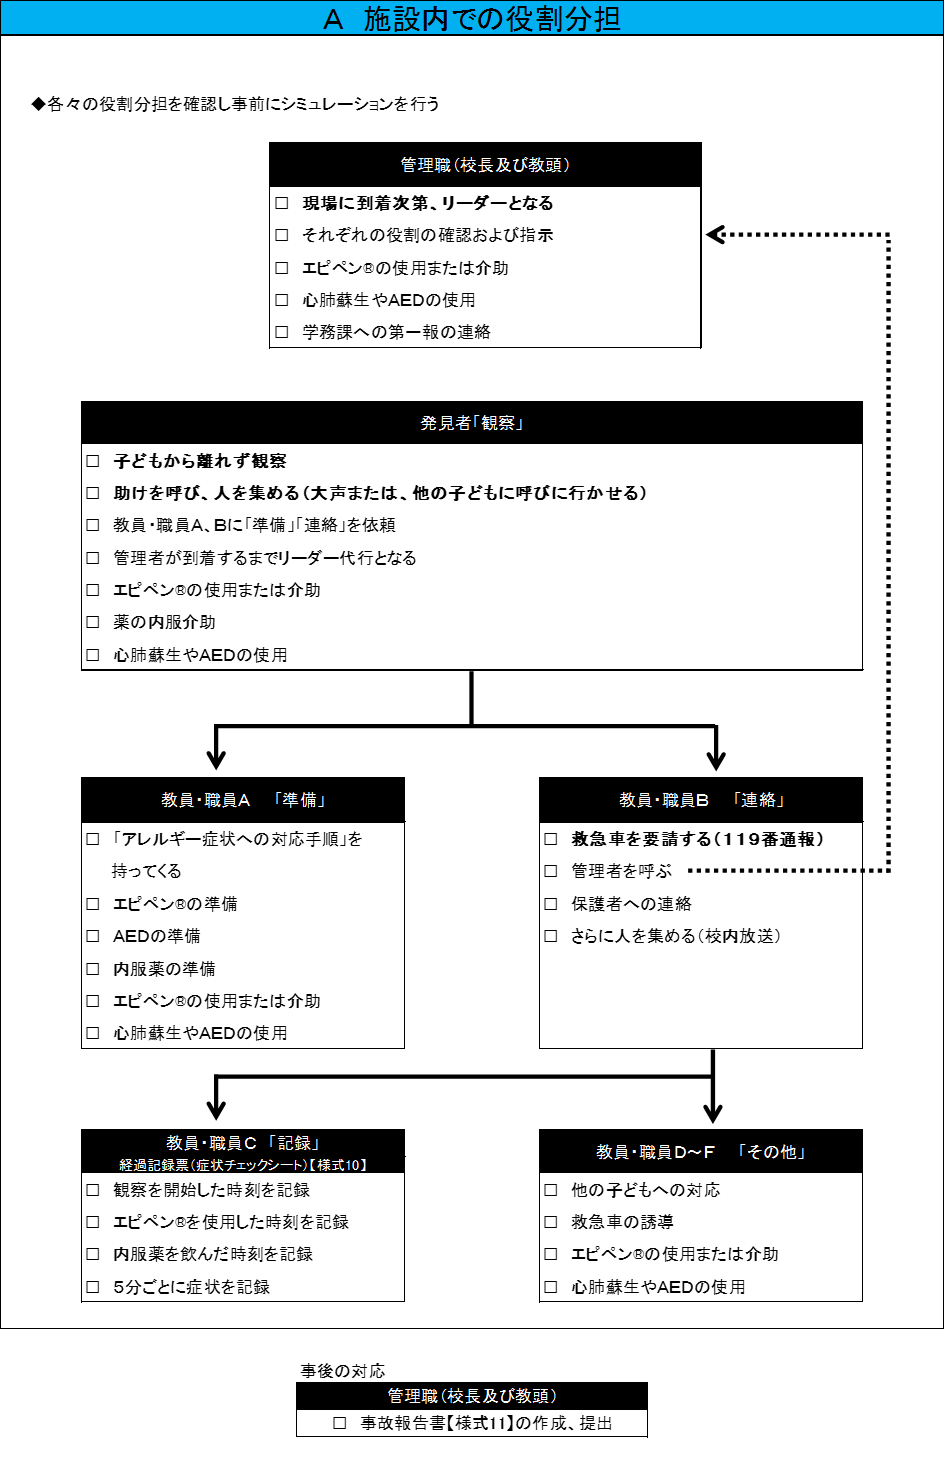 A 施設内での役割分担
◆各々の役割分担を確認し事前にシミュレーションを行う
管理職（校長及び教頭）
□ 現場に到着次第、リーダーとなる
□ それぞれの役割の確認および指示
□ エピペン®の使用または介助
□ 心肺蘇生やAEDの使用
□ 学務課への第一報の連絡
発見者「観察」
□ 子どもから離れず観察
□ 助けを呼び、人を集める（大声または、他の子どもに呼びに行かせる）
□ 教員・職員A、Bに「準備」「連絡」を依頼
□ 管理者が到着するまでリーダー代行となる
□ エピペン®の使用または介助
□ 薬の内服介助
□ 心肺蘇生やAEDの使用
教員・職員A 「準備」
□ 「アレルギー症状への対応手順」を
持ってくる
□ エピペン®の準備
□ AEDの準備
□ 内服薬の準備
□ エピペン®の使用または介助
□ 心肺蘇生やAEDの使用
教員・職員B 「連絡」
□ 救急車を要請する（119番通報）
□ 管理者を呼ぶ
□ 保護者への連絡
□ さらに人を集める（校内放送）
教員・職員C 「記録」
経過記録票（症状チェックシート）【様式10】
□ 観察を開始した時刻を記録
□ エピペン®を使用した時刻を記録
□ 内服薬を飲んだ時刻を記録
□ 5分ごとに症状を記録
教員・職員D～F 「その他」
□ 他の子どもへの対応
□ 救急車の誘導
□ エピペン®の使用または介助
□ 心肺蘇生やAEDの使用
事後の対応
管理職（校長及び教頭）
□ 事故報告書【様式11】の作成、提出